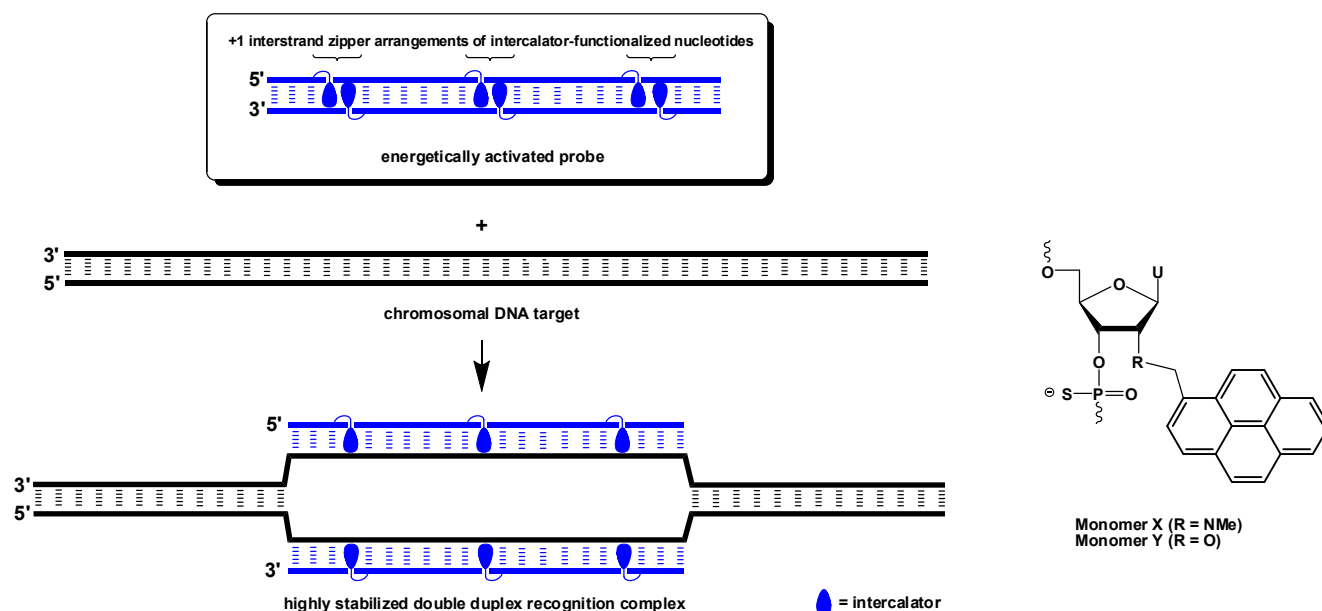 +1 interstrand zipper arrangements of intercalator-functionalized nucleotides
5'
3'
energetically activated probe
+
3'
5'
chromosomal DNA target
5'
3'
5'
3'
highly stabilized double duplex recognition complex
= intercalator
O
O
U
O
R
⊖ S P O
Monomer X (R = NMe)
Monomer Y (R = O)